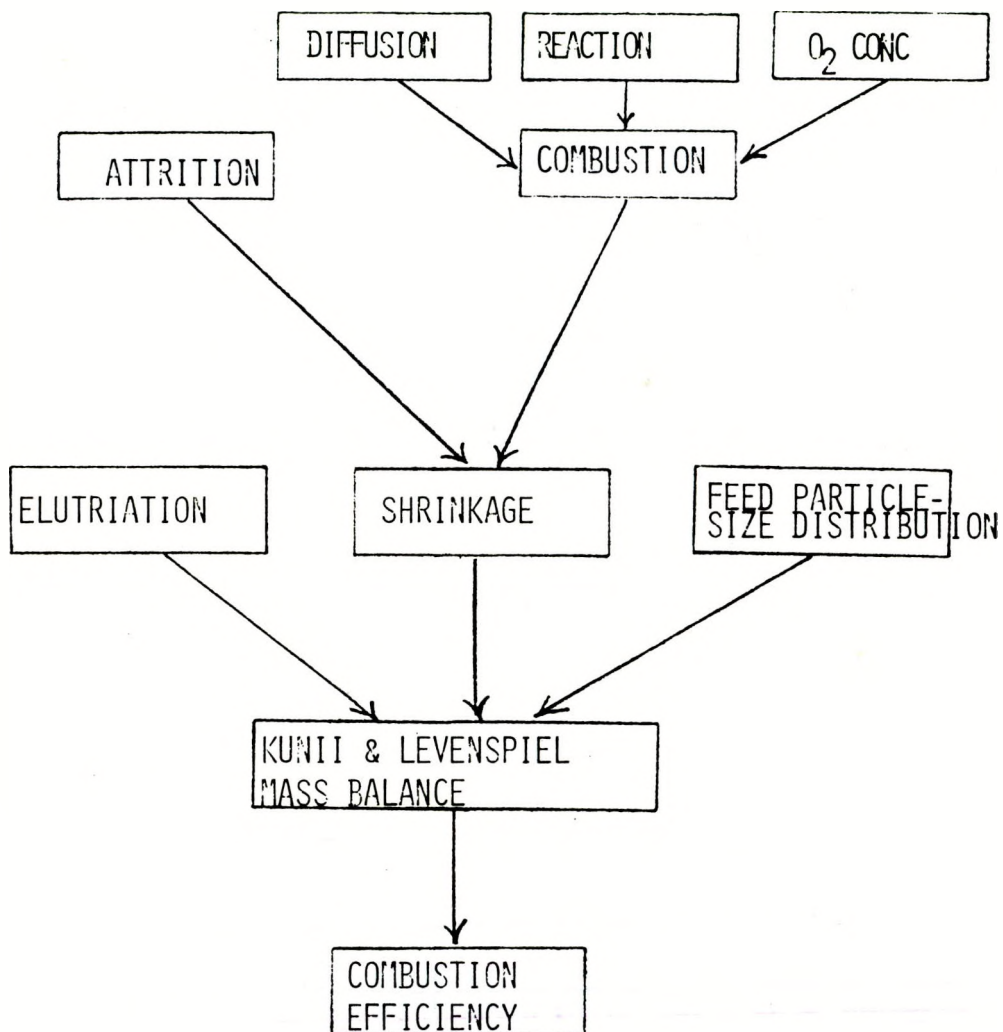 DIFFUSION
REACTION
O₂ CONC
ATTRITION
COMBUSTION
ELUTRIATION
SHRINKAGE
FEED PARTICLE-
SIZE DISTRIBUTION
KUNII & LEVENSPIEL
MASS BALANCE
COMBUSTION
EFFICIENCY